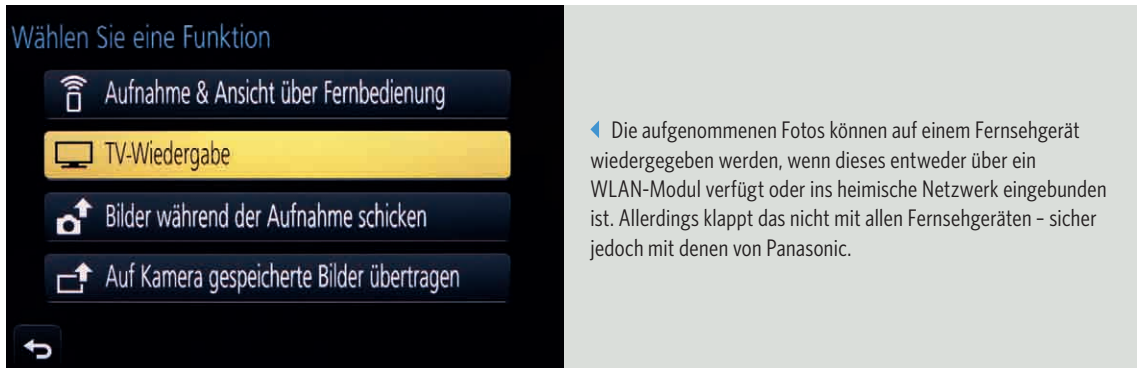 Wählen Sie eine Funktion
Aufnahme & Ansicht über Fernbedienung
TV-Wiedergabe
Bilder während der Aufnahme schicken
Auf Kamera gespeicherte Bilder übertragen
Die aufgenommenen Fotos können auf einem Fernsehgerät
wiedergegeben werden, wenn dieses entweder über ein
WLAN-Modul verfügt oder ins heimische Netzwerk eingebunden
ist. Allerdings klappt das nicht mit allen Fernsehgeräten – sicher
jedoch mit denen von Panasonic.